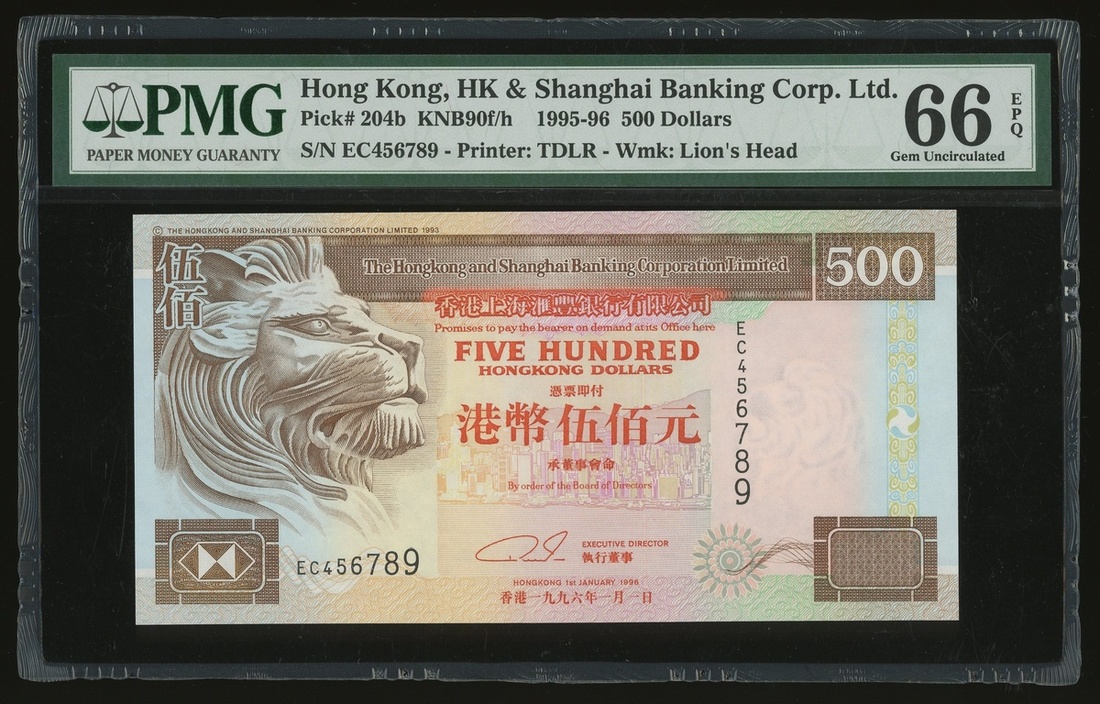 PMG
PAPER MONEY GUARANTY
Hong Kong, HK & Shanghai Banking Corp. Ltd.
Pick# 204b KNB90f/h 1995-96 500 Dollars
S/N EC456789 - Printer: TDLR - Wmk: Lion's Head
66
EPQ
Gem Uncirculated
© THE HONGKONG AND SHANGHAI BANKING CORPORATION LIMITED 1993
伍佰
The Hongkong and Shanghai Banking Corporation Limited
500
香港上海滙豐銀行有限公司
Promises to pay the bearer on demand at its Office here
FIVE HUNDRED
HONGKONG DOLLARS
憑票即付
港幣伍佰元
承董事會命
By order of the Board of Directors
EC456789
EXECUTIVE DIRECTOR
執行董事
EC456789
HONGKONG 1st JANUARY 1996
香港一九九六年一月一日